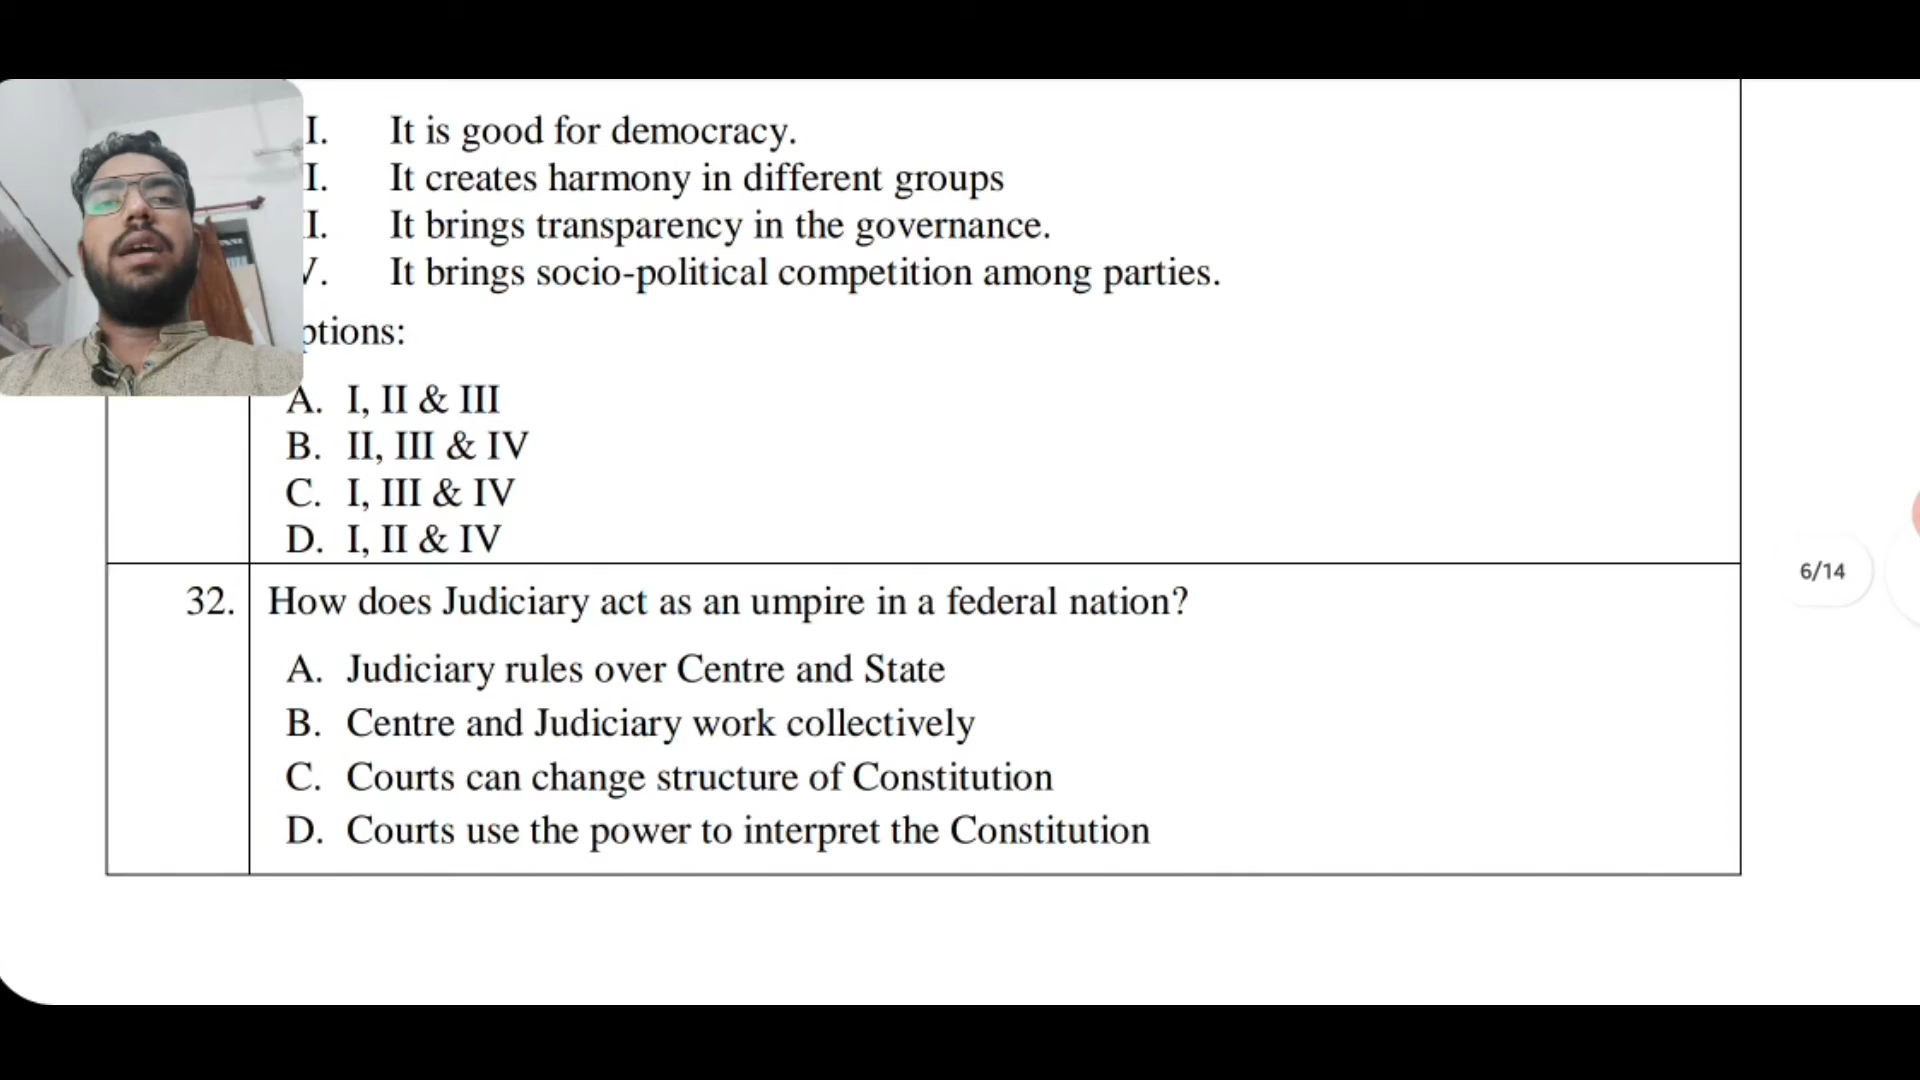 I. It is good for democracy.
I. It creates harmony in different groups
I. It brings transparency in the governance.
V. It brings socio-political competition among parties.
ptions:
A. I, II & III
B. II, III & IV
C. I, III & IV
D. I, II & IV
32. How does Judiciary act as an umpire in a federal nation?
A. Judiciary rules over Centre and State
B. Centre and Judiciary work collectively
C. Courts can change structure of Constitution
D. Courts use the power to interpret the Constitution
6/14